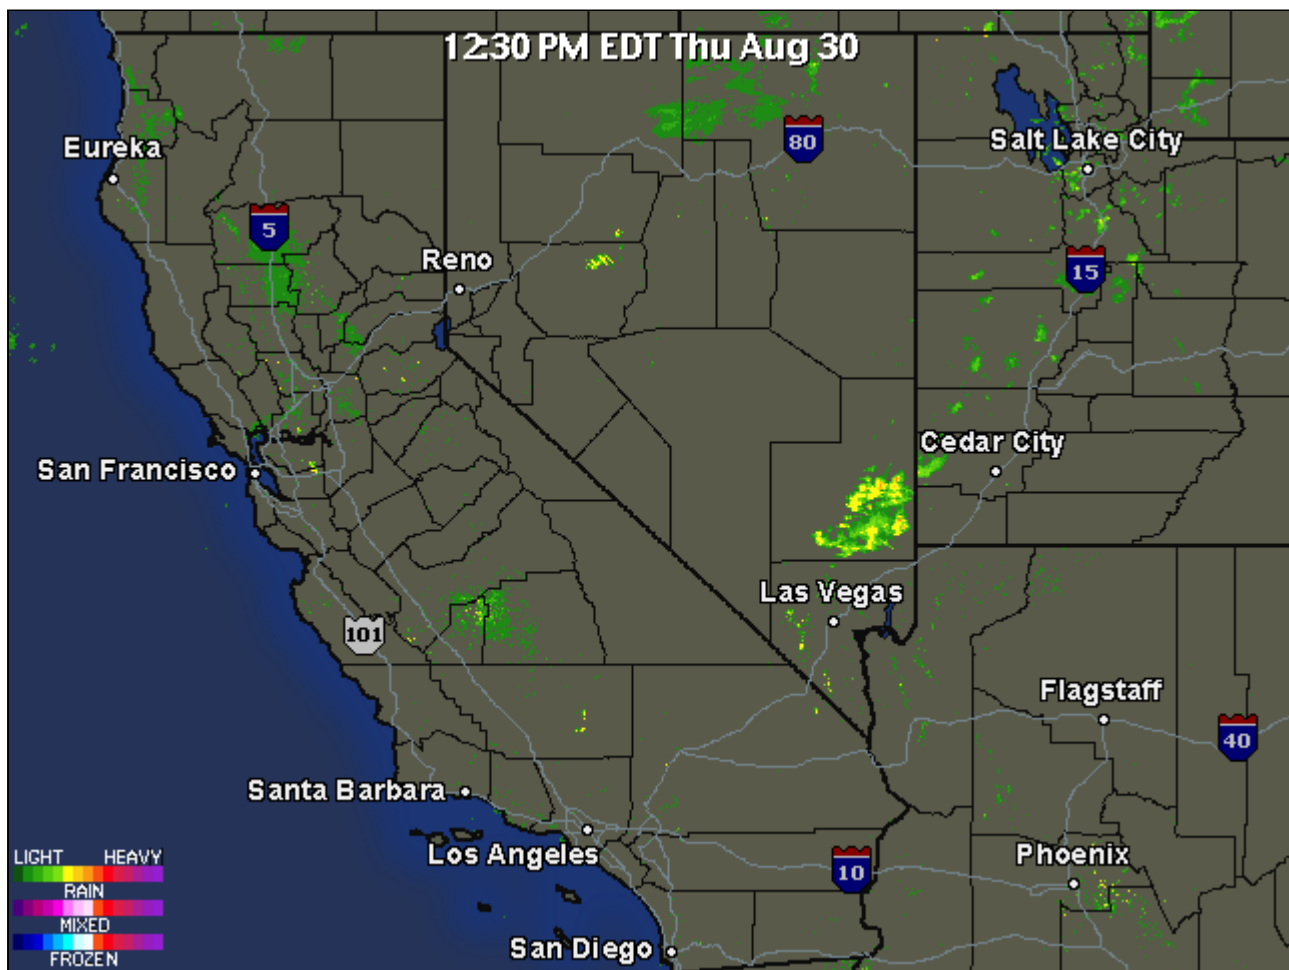 12:30 PM EDT Thu Aug 30
80
Salt Lake City
Eureka
5
Reno
15
Cedar City
San Francisco
Las Vegas
101
Flagstaff
40
Santa Barbara
Los Angeles
Phoenix
10
San Diego
LIGHT HEAVY
RAIN
MIXED
FROZEN